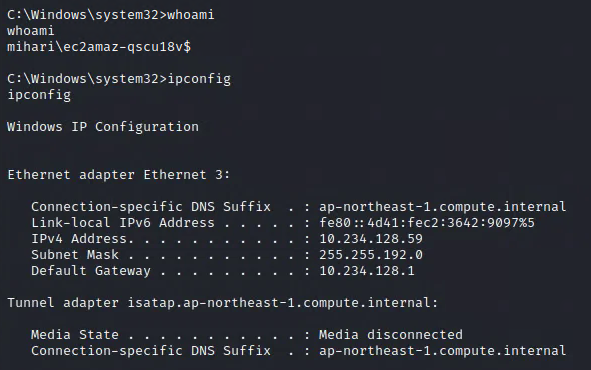 C:\Windows\system32>whoami
whoami
mihari\ec2amaz-qscu18v$
C:\Windows\system32>ipconfig
ipconfig
Windows IP Configuration
Ethernet adapter Ethernet 3:
Connection-specific DNS Suffix  . : ap-northeast-1.compute.internal
Link-local IPv6 Address . . . . . : fe80::4d41:fec2:3642:9097%5
IPv4 Address. . . . . . . . . . . : 10.234.128.59
Subnet Mask . . . . . . . . . . . : 255.255.192.0
Default Gateway . . . . . . . . . : 10.234.128.1
Tunnel adapter isatap.ap-northeast-1.compute.internal:
Media State . . . . . . . . . . . : Media disconnected
Connection-specific DNS Suffix  . : ap-northeast-1.compute.internal